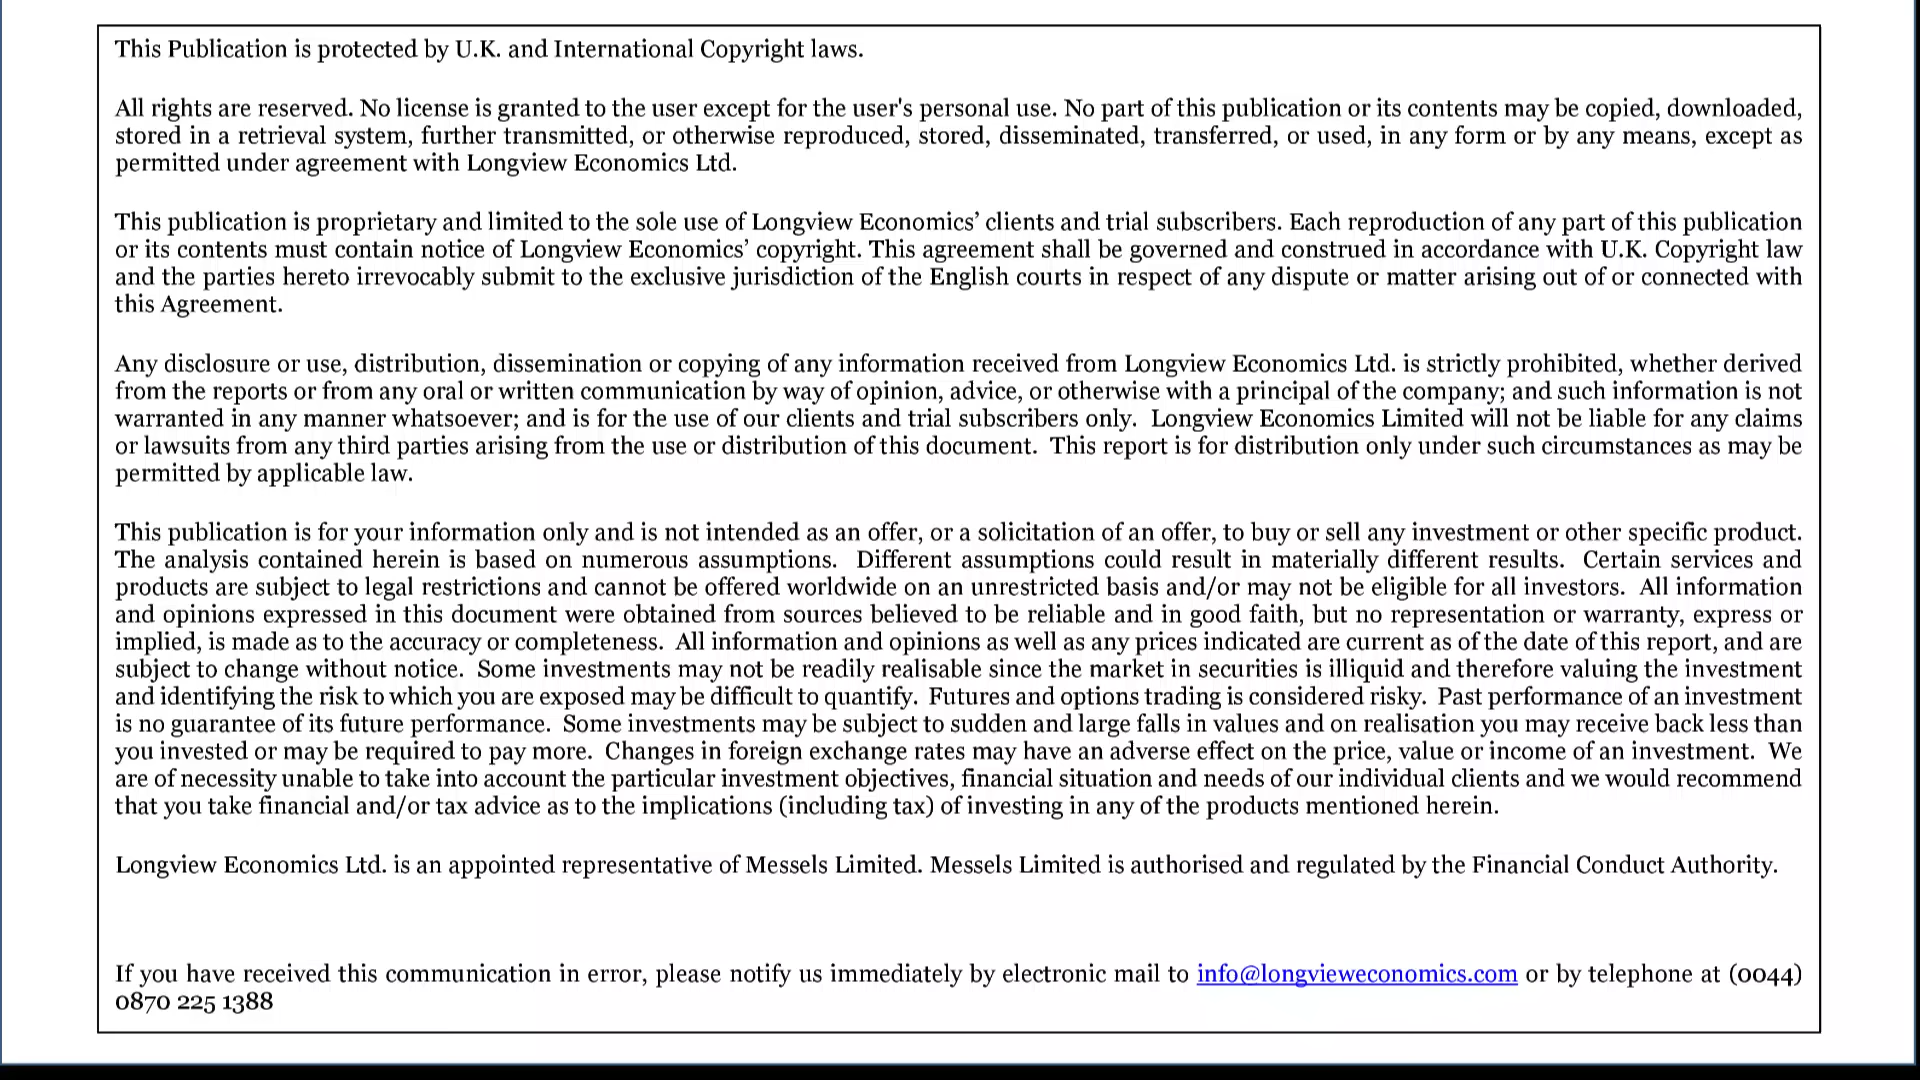 This Publication is protected by U.K. and International Copyright laws.
All rights are reserved. No license is granted to the user except for the user's personal use. No part of this publication or its contents may be copied, downloaded,
stored in a retrieval system, further transmitted, or otherwise reproduced, stored, disseminated, transferred, or used, in any form or by any means, except as
permitted under agreement with Longview Economics Ltd.
This publication is proprietary and limited to the sole use of Longview Economics’ clients and trial subscribers. Each reproduction of any part of this publication
or its contents must contain notice of Longview Economics’ copyright. This agreement shall be governed and construed in accordance with U.K. Copyright law
and the parties hereto irrevocably submit to the exclusive jurisdiction of the English courts in respect of any dispute or matter arising out of or connected with
this Agreement.
Any disclosure or use, distribution, dissemination or copying of any information received from Longview Economics Ltd. is strictly prohibited, whether derived
from the reports or from any oral or written communication by way of opinion, advice, or otherwise with a principal of the company; and such information is not
warranted in any manner whatsoever; and is for the use of our clients and trial subscribers only.  Longview Economics Limited will not be liable for any claims
or lawsuits from any third parties arising from the use or distribution of this document.  This report is for distribution only under such circumstances as may be
permitted by applicable law.
This publication is for your information only and is not intended as an offer, or a solicitation of an offer, to buy or sell any investment or other specific product.
The analysis contained herein is based on numerous assumptions.  Different assumptions could result in materially different results.  Certain services and
products are subject to legal restrictions and cannot be offered worldwide on an unrestricted basis and/or may not be eligible for all investors.  All information
and opinions expressed in this document were obtained from sources believed to be reliable and in good faith, but no representation or warranty, express or
implied, is made as to the accuracy or completeness.  All information and opinions as well as any prices indicated are current as of the date of this report, and are
subject to change without notice.  Some investments may not be readily realisable since the market in securities is illiquid and therefore valuing the investment
and identifying the risk to which you are exposed may be difficult to quantify.  Futures and options trading is considered risky.  Past performance of an investment
is no guarantee of its future performance.  Some investments may be subject to sudden and large falls in values and on realisation you may receive back less than
you invested or may be required to pay more.  Changes in foreign exchange rates may have an adverse effect on the price, value or income of an investment.  We
are of necessity unable to take into account the particular investment objectives, financial situation and needs of our individual clients and we would recommend
that you take financial and/or tax advice as to the implications (including tax) of investing in any of the products mentioned herein.
Longview Economics Ltd. is an appointed representative of Messels Limited. Messels Limited is authorised and regulated by the Financial Conduct Authority.
If you have received this communication in error, please notify us immediately by electronic mail to info@longvieweconomics.com or by telephone at (0044)
0870 225 1388